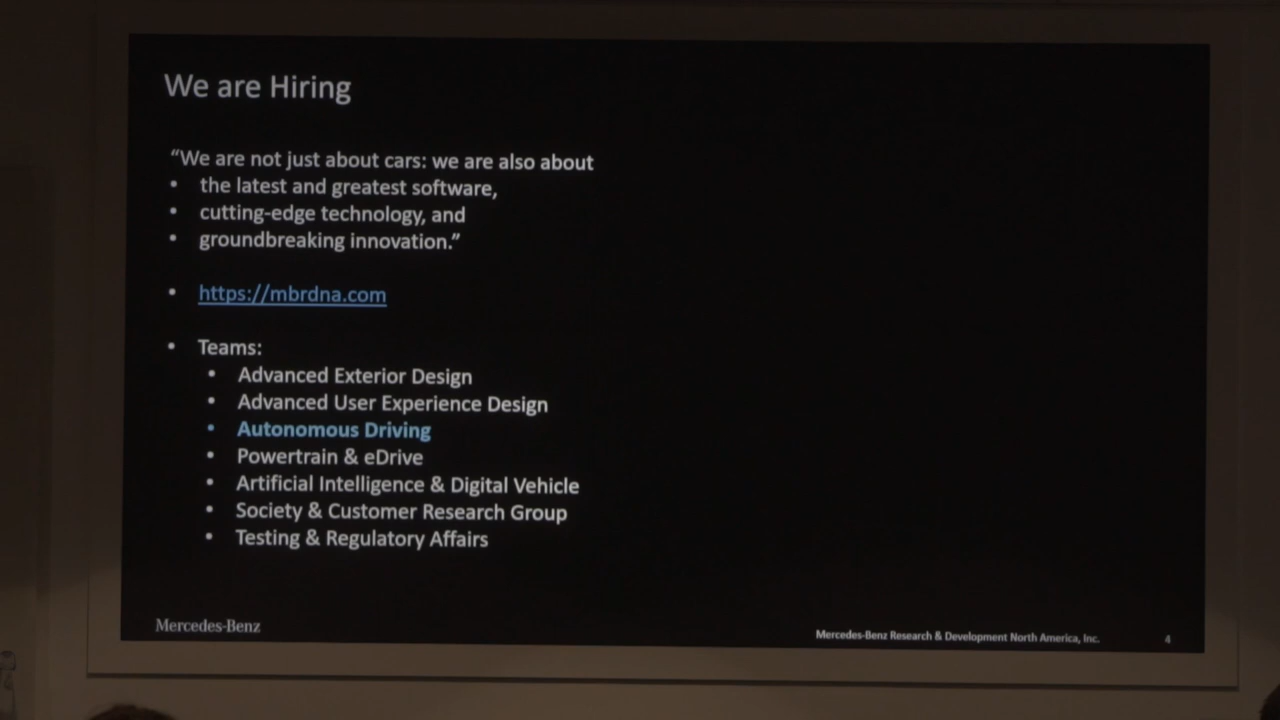 We are Hiring
“We are not just about cars: we are also about
• the latest and greatest software,
• cutting-edge technology, and
• groundbreaking innovation.”
• https://mbrdna.com
• Teams:
• Advanced Exterior Design
• Advanced User Experience Design
• Autonomous Driving
• Powertrain & eDrive
• Artificial Intelligence & Digital Vehicle
• Society & Customer Research Group
• Testing & Regulatory Affairs
Mercedes-Benz
Mercedes-Benz Research & Development North America, Inc.
4